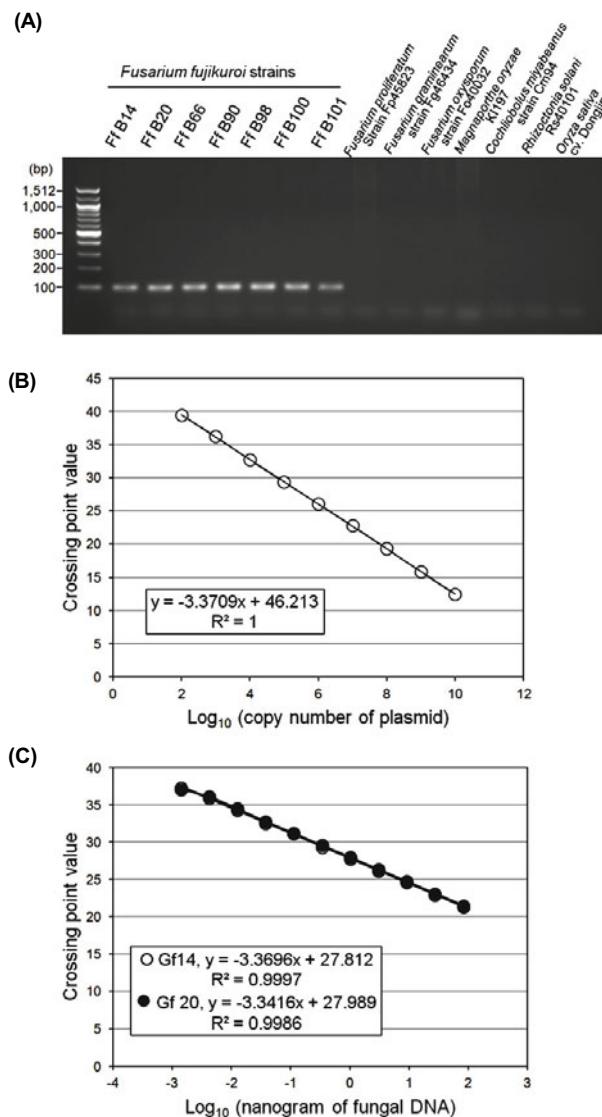 (A)
Fusarium fujikuroi strains
Ff B14
Ff B20
Ff B66
Ff B90
Ff B98
Ff B100
Ff B101
Fusarium proliferatum
Strain Fp45823
Fusarium graminearum
strain Fg46434
Fusarium oxysporum
strain Fo40032
Magnaporthe oryzae
KI197
Cochliobolus miyabeanus
strain Cm94
Rhizoctonia solani
Rs40101
Oryza sativa
cv. Dongjin
(bp)
1,512
1,000
500
300
200
100
(B)
Crossing point value
45
40
35
30
25
20
15
10
5
0
y = -3.3709x + 46.213
R² = 1
0 2 4 6 8 10 12
Log₁₀ (copy number of plasmid)
(C)
Crossing point value
40
35
30
25
20
15
10
5
0
Gf14, y = -3.3696x + 27.812
R² = 0.9997
Gf 20, y = -3.3416x + 27.989
R² = 0.9986
-4 -3 -2 -1 0 1 2 3
Log₁₀ (nanogram of fungal DNA)